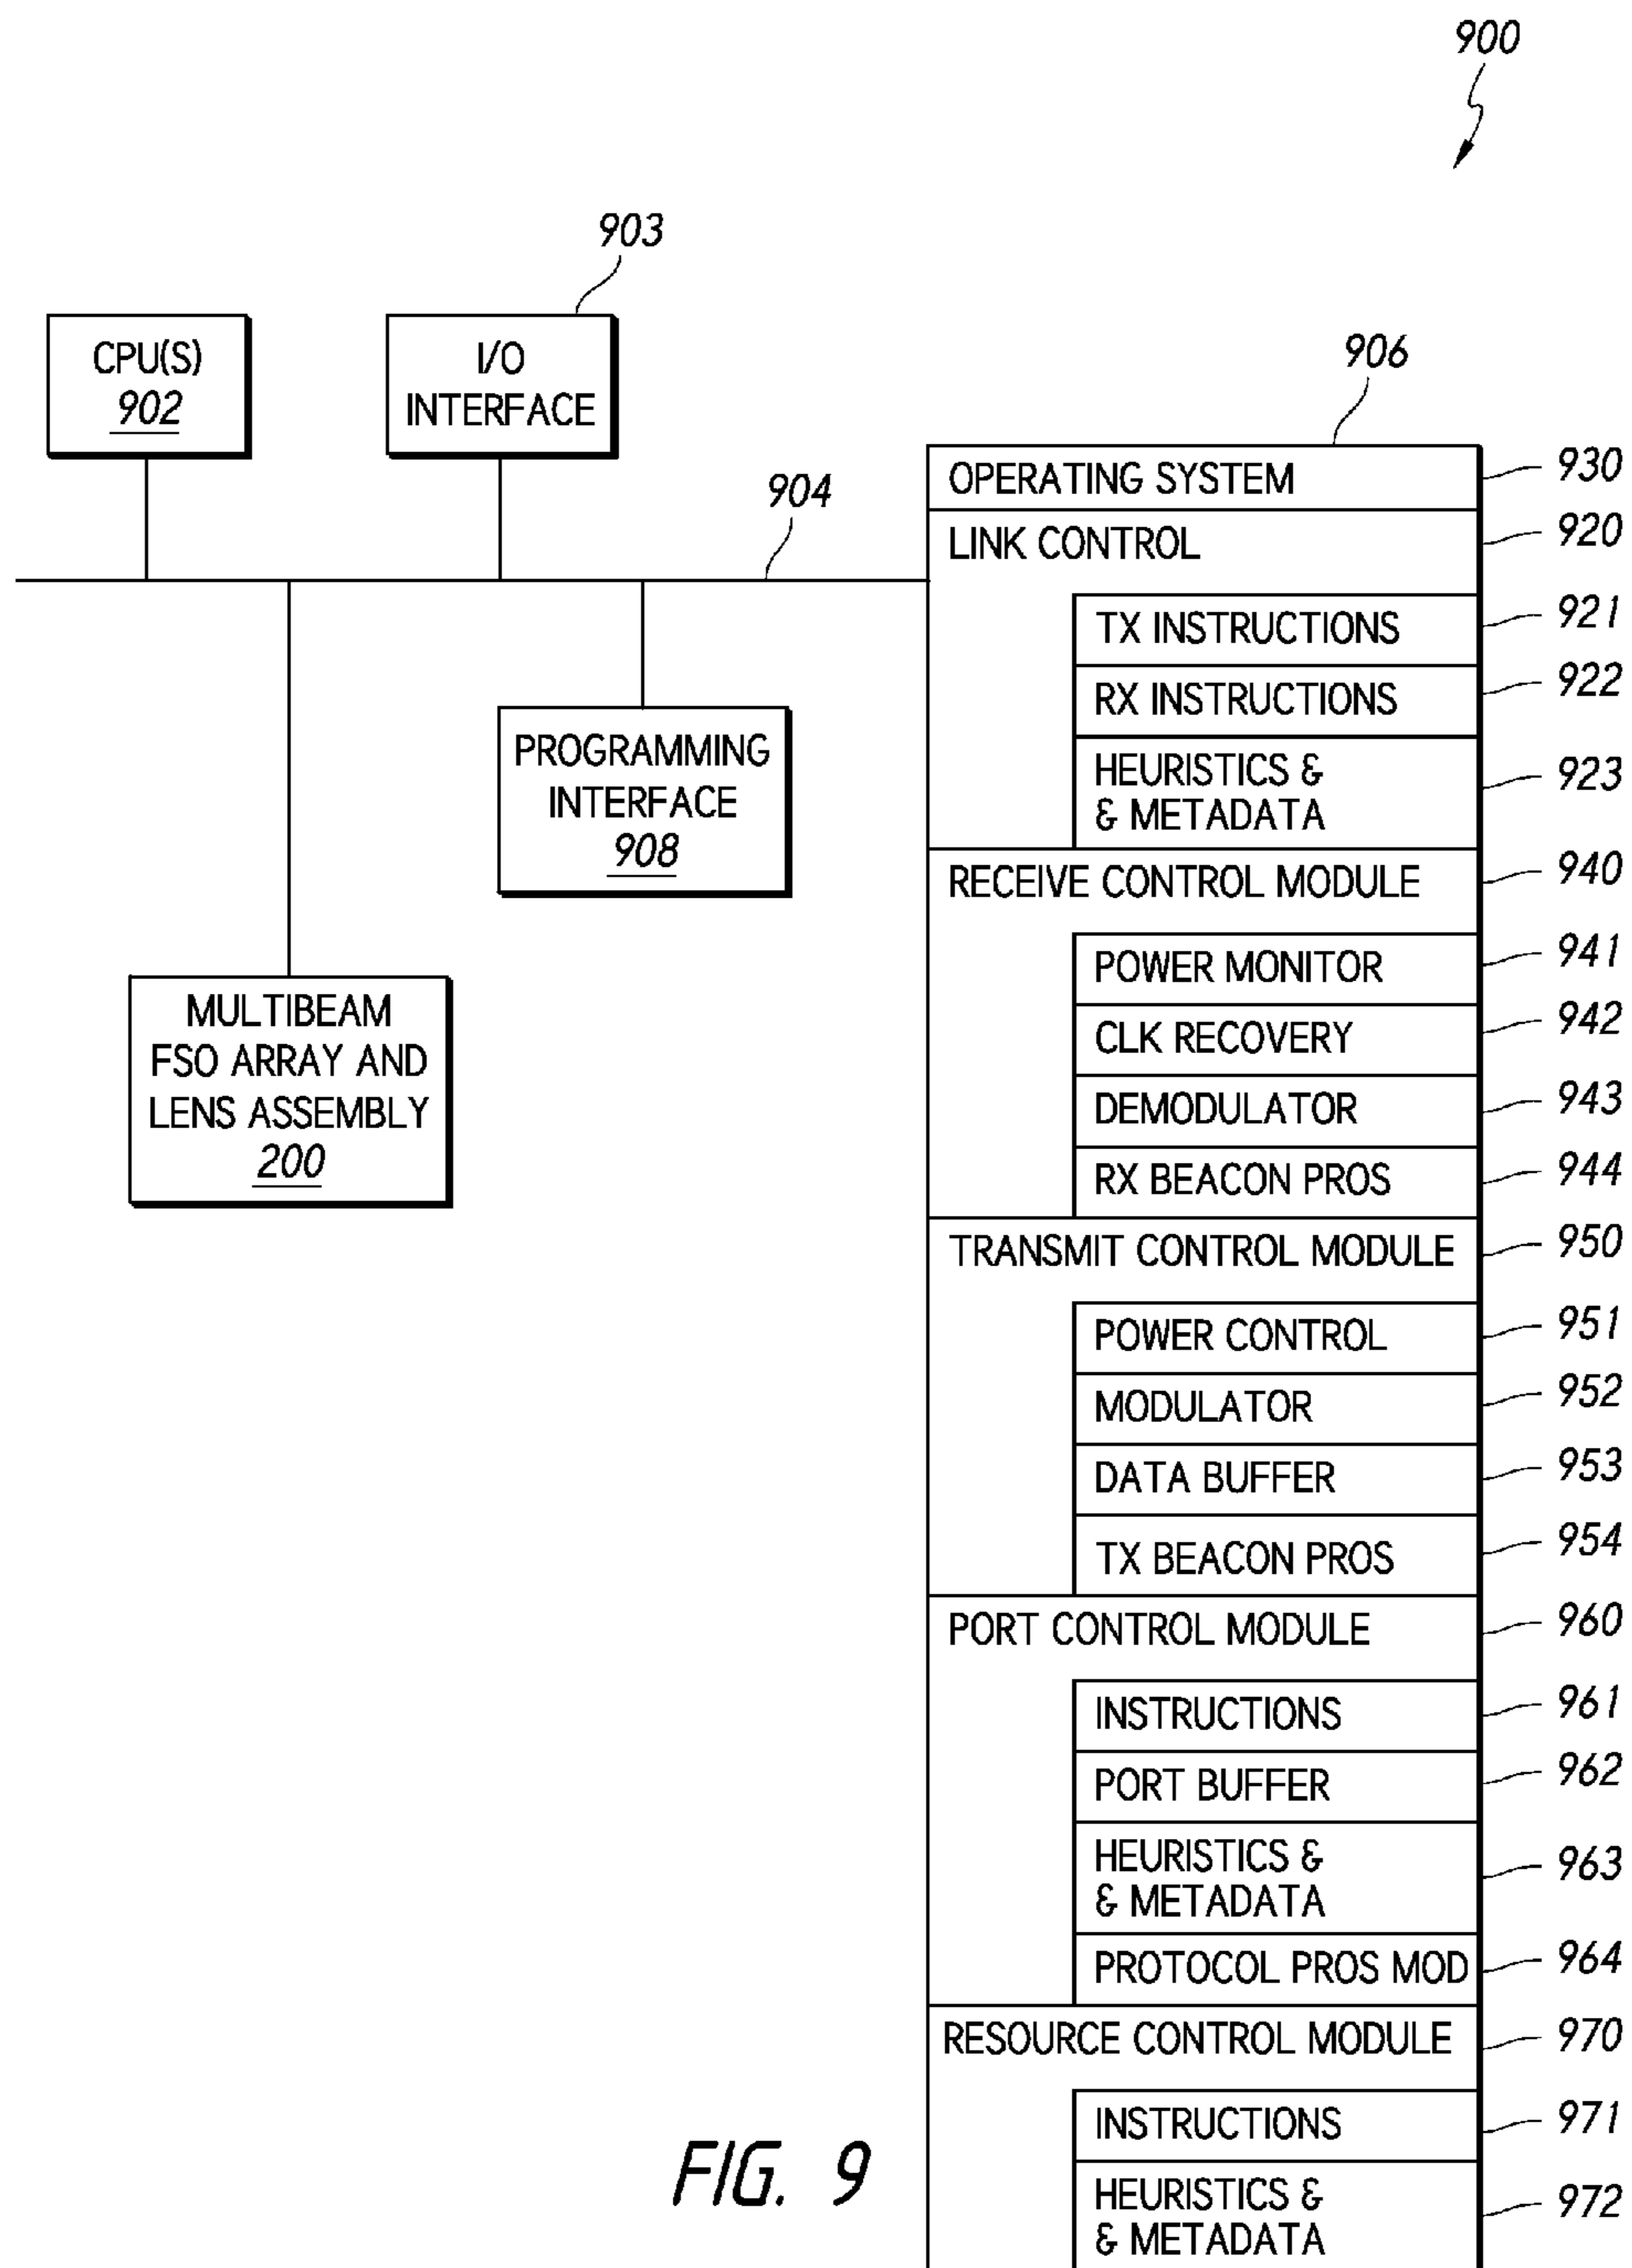 900
903
CPU(S)
902
I/O
INTERFACE
904
906
PROGRAMMING
INTERFACE
908
MULTIBEAM
FSO ARRAY AND
LENS ASSEMBLY
200
OPERATING SYSTEM 930
LINK CONTROL 920
TX INSTRUCTIONS 921
RX INSTRUCTIONS 922
HEURISTICS &
& METADATA 923
RECEIVE CONTROL MODULE 940
POWER MONITOR 941
CLK RECOVERY 942
DEMODULATOR 943
RX BEACON PROS 944
TRANSMIT CONTROL MODULE 950
POWER CONTROL 951
MODULATOR 952
DATA BUFFER 953
TX BEACON PROS 954
PORT CONTROL MODULE 960
INSTRUCTIONS 961
PORT BUFFER 962
HEURISTICS &
& METADATA 963
PROTOCOL PROS MOD 964
RESOURCE CONTROL MODULE 970
INSTRUCTIONS 971
HEURISTICS &
& METADATA 972
FIG. 9